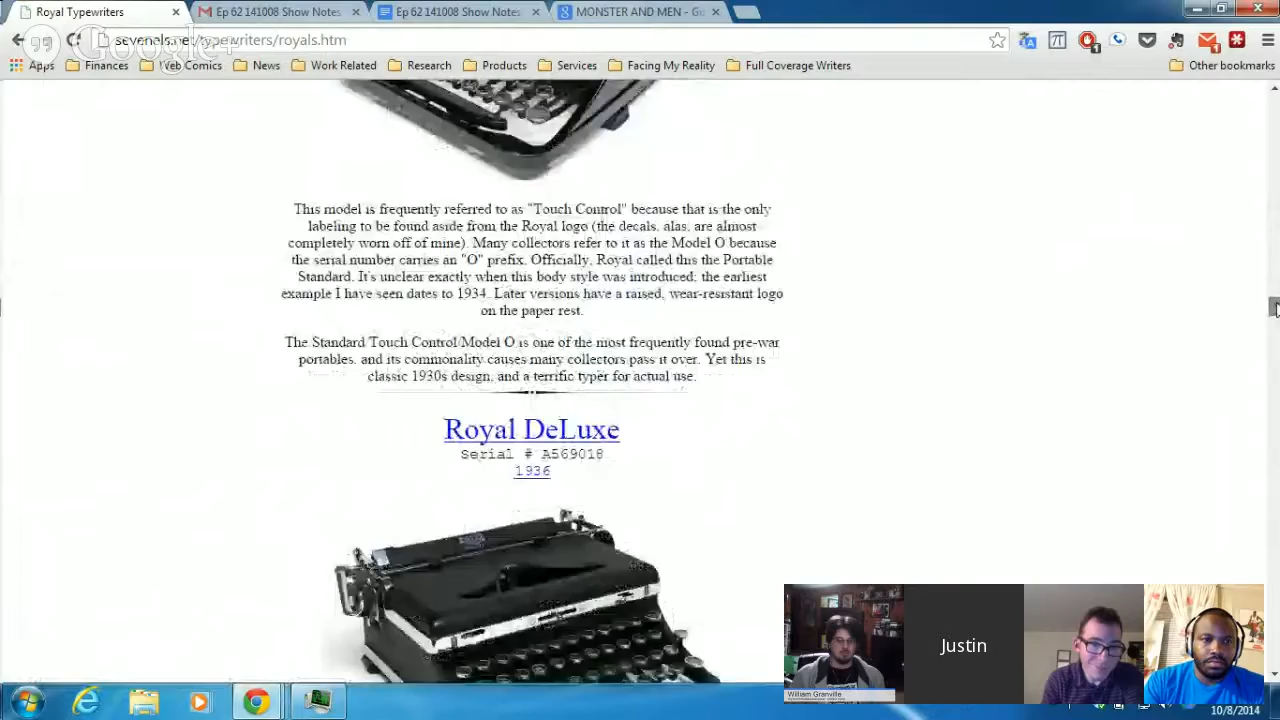 Royal Typewriters
Ep 62 141008 Show Notes
Ep 62 141008 Show Notes
MONSTER AND MEN - Go
Google+
sevenels.net/typewriters/royals.htm
Apps
Finances
Web Comics
News
Work Related
Research
Products
Services
Facing My Reality
Full Coverage Writers
Other bookmarks
This model is frequently referred to as "Touch Control" because that is the only
labeling to be found aside from the Royal logo (the decals, alas, are almost
completely worn off of mine). Many collectors refer to it as the Model O because
the serial number carries an "O" prefix. Officially, Royal called this the Portable
Standard. It's unclear exactly when this body style was introduced; the earliest
example I have seen dates to 1934. Later versions have a raised, wear-resistant logo
on the paper rest.
The Standard/Touch Control/Model O is one of the most frequently found pre-war
portables, and its commonality causes many collectors pass it over. Yet this is
classic 1930s design, and a terrific typer for actual use.
Royal DeLuxe
Serial # A569018
1936
Justin
William Granville
10/8/2014